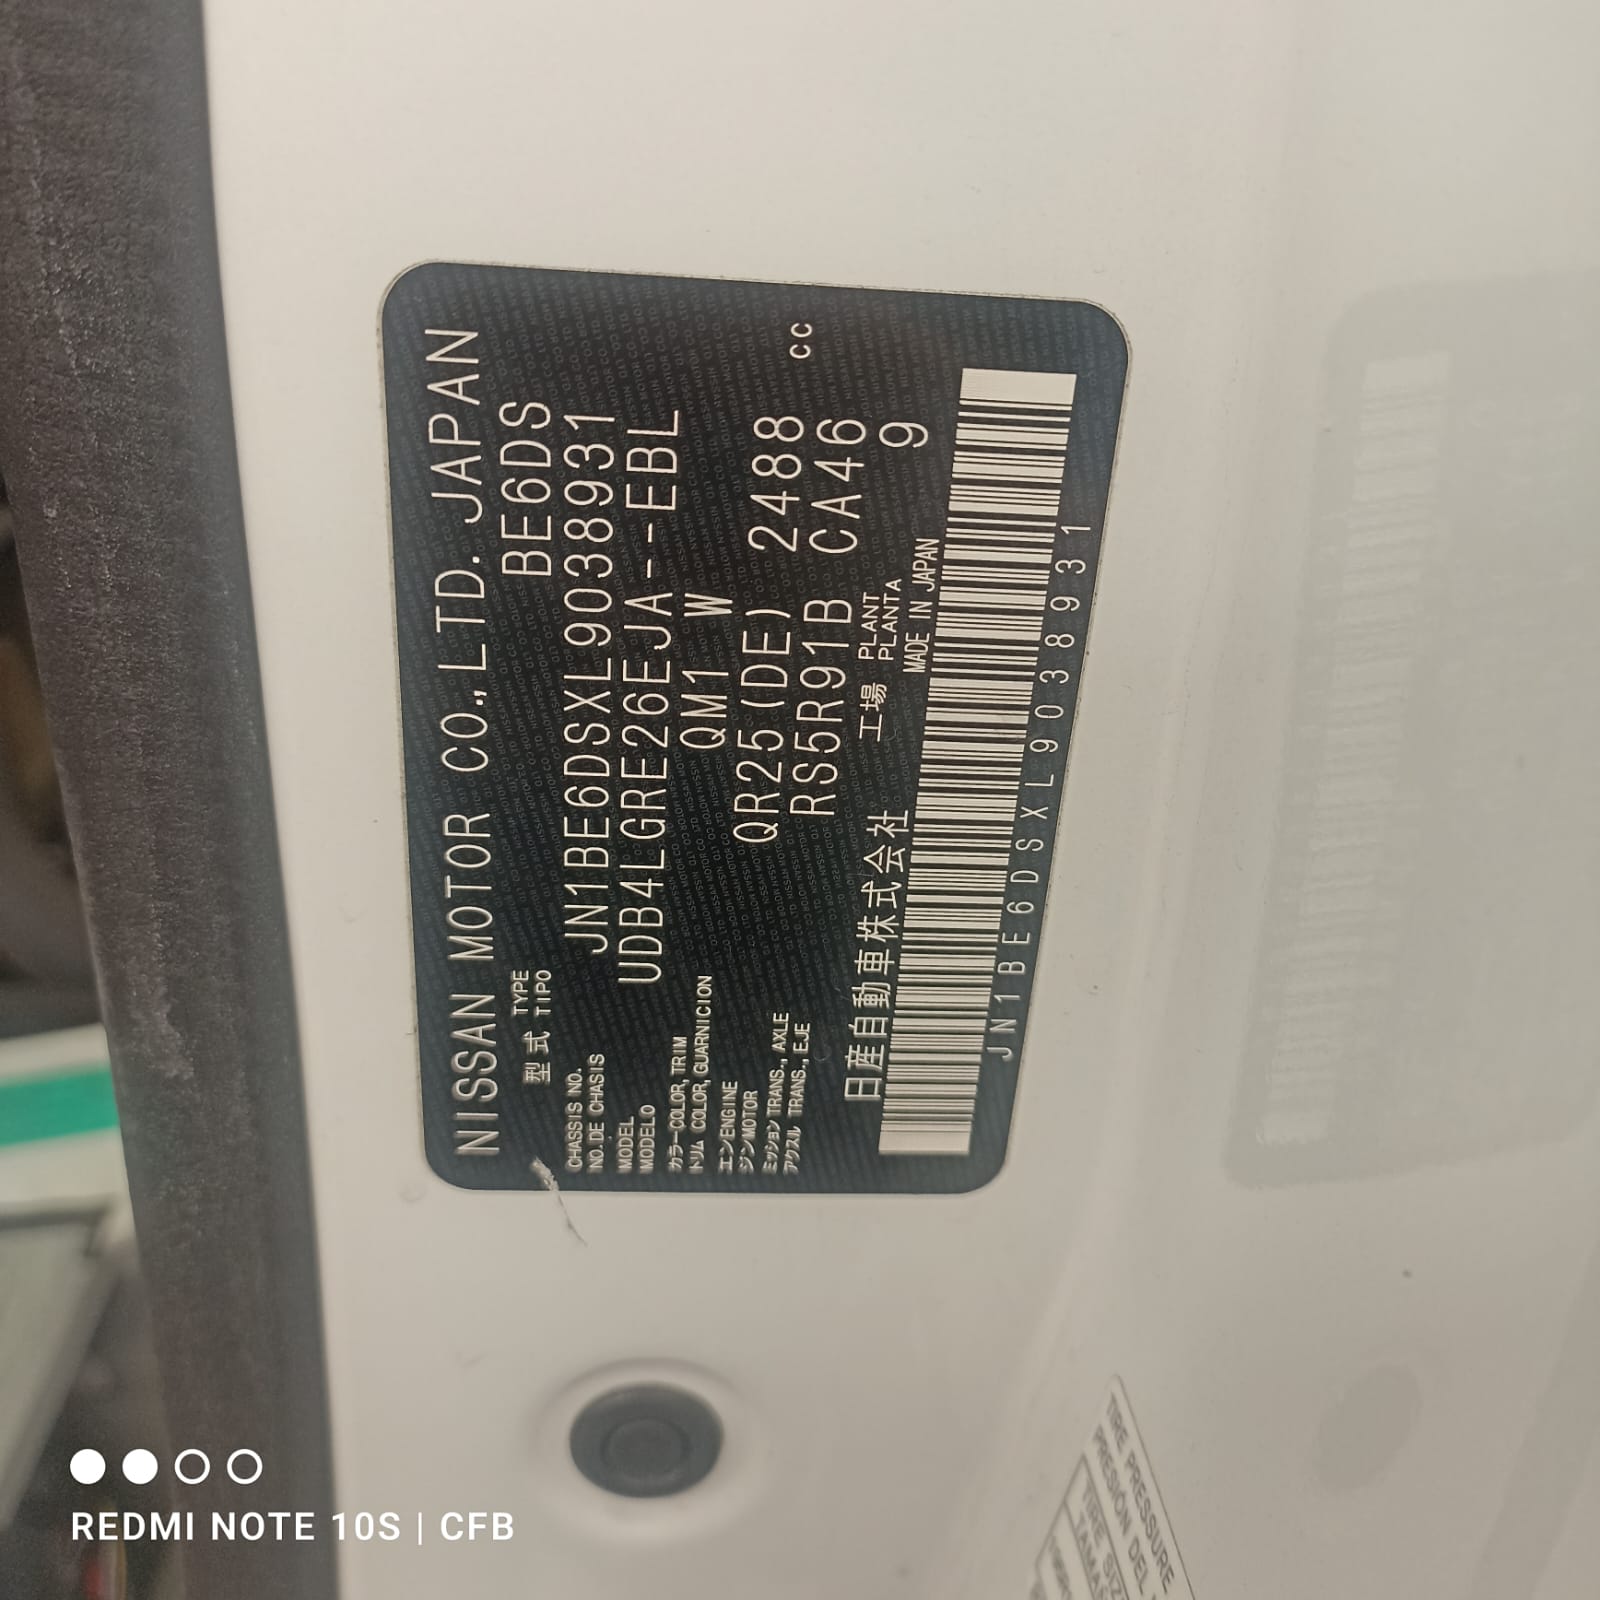 NISSAN MOTOR CO., LTD. JAPAN
型式 TYPE TIPO BE6DS
CHASSIS NO. NO. DE CHASIS JN1BE6DSXL9038931
MODEL MODELO UDB4LGRE26EJA--EBL
カラー COLOR, TRIM トリム COLOR, GUARNICION QM1 W
エンジン ENGINE MOTOR QR25(DE) 2488 cc
ミッション TRANS., AXLE アクスル TRANS., EJE RS5R91B CA46
日産自動車株式会社 工場 PLANT PLANTA 9
MADE IN JAPAN
JN1BE6DSXL9038931
TIRE PRESSURE
PRESIÓN DEL
TIRE SIZE
REDMI NOTE 10S | CFB